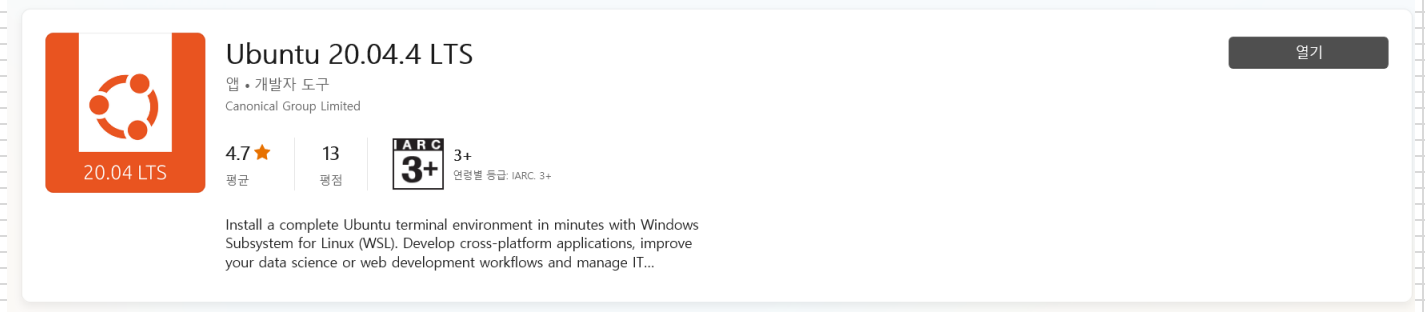 Ubuntu 20.04.4 LTS
열기
앱 • 개발자 도구
Canonical Group Limited
20.04 LTS
4.7
평균
13
평점
IARC
3+
3+
연령별 등급: IARC. 3+
Install a complete Ubuntu terminal environment in minutes with Windows
Subsystem for Linux (WSL). Develop cross-platform applications, improve
your data science or web development workflows and manage IT...